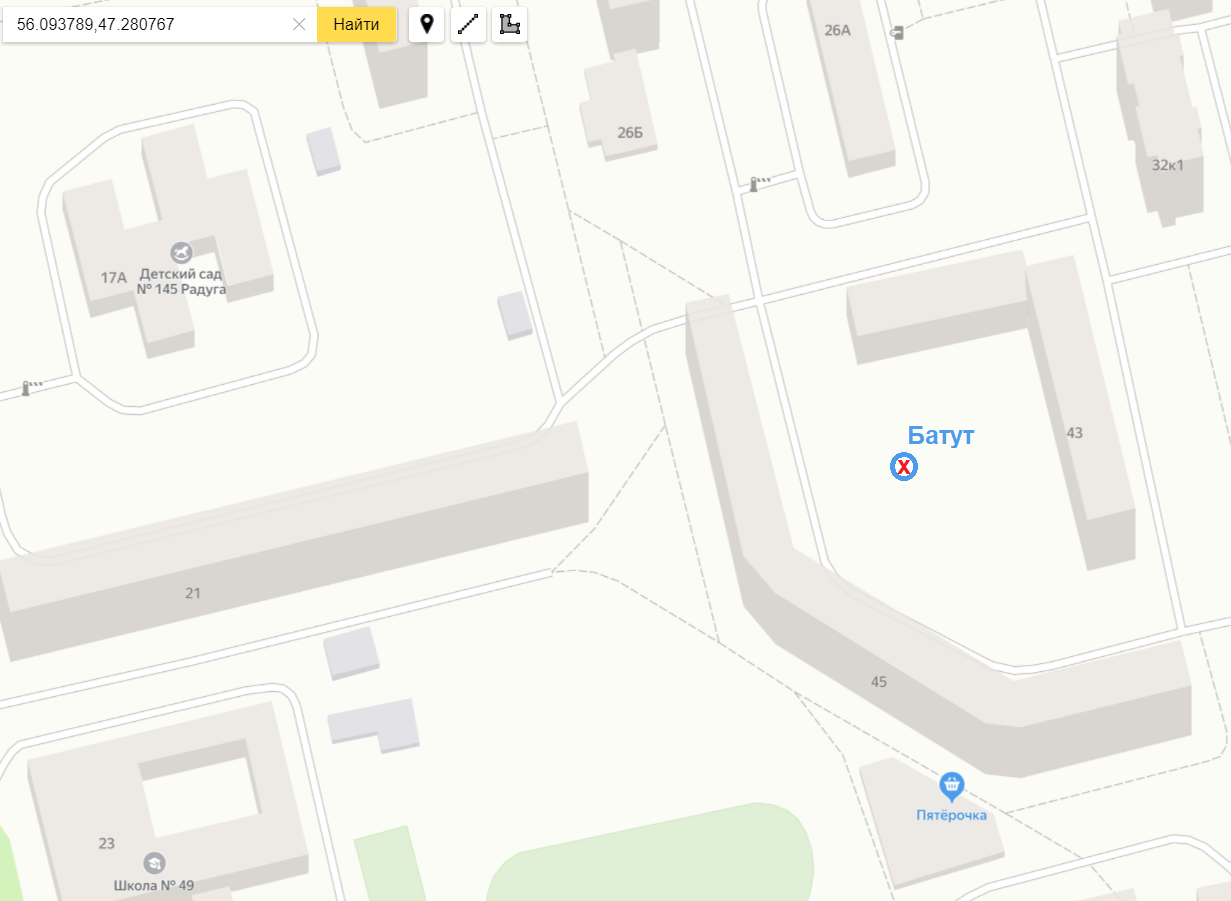 56.093789,47.280767
Найти
26А
26Б
32к1
17А
Детский сад
№ 145 Радуга
Батут
X
43
21
45
Пятёрочка
23
Школа № 49